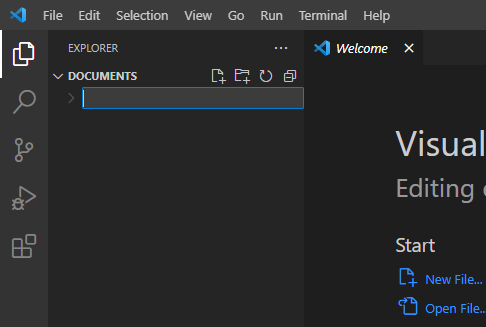 File Edit Selection View Go Run Terminal Help
EXPLORER
Welcome
DOCUMENTS
Visual
Editing
Start
New File...
Open File...